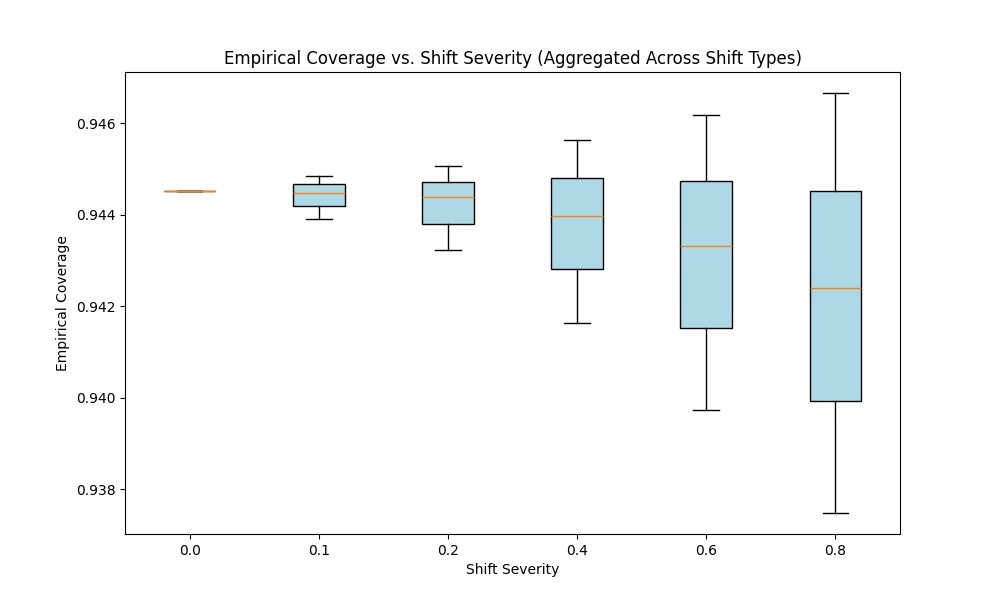 Empirical Coverage vs. Shift Severity (Aggregated Across Shift Types)
Empirical Coverage
0.946
0.944
0.942
0.940
0.938
0.0 0.1 0.2 0.4 0.6 0.8
Shift Severity